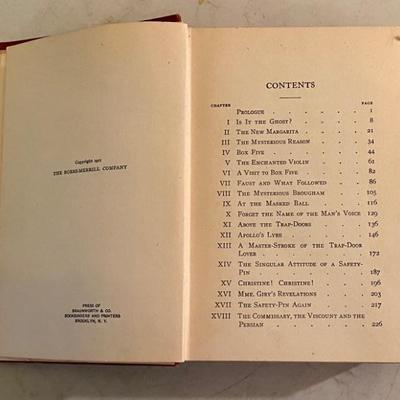 Copyright 1911
THE BOBBS-MERRILL COMPANY
PRESS OF
BRAUNWORTH & CO.
BOOKBINDERS AND PRINTERS
BROOKLYN, N. Y.
CONTENTS
CHAPTER PAGE
PROLOGUE . . . . . . 1
I IS IT THE GHOST? . . . . . 8
II THE NEW MARGARITA . . . . 21
III THE MYSTERIOUS REASON . . . 34
IV BOX FIVE . . . . . . 44
V THE ENCHANTED VIOLIN . . . 61
VI A VISIT TO BOX FIVE . . . . 82
VII FAUST AND WHAT FOLLOWED . . 86
VIII THE MYSTERIOUS BROUGHAM . . 105
IX AT THE MASKED BALL . . . 116
X FORGET THE NAME OF THE MAN'S VOICE 129
XI ABOVE THE TRAP-DOORS . . . 136
XII APOLLO'S LYRE . . . . . 146
XIII A MASTER-STROKE OF THE TRAP-DOOR
LOVER . . . . . . . 172
XIV THE SINGULAR ATTITUDE OF A SAFETY-
PIN . . . . . . . 187
XV CHRISTINE! CHRISTINE! . . . 196
XVI MME. GIRY'S REVELATIONS . . 203
XVII THE SAFETY-PIN AGAIN . . . 217
XVIII THE COMMISSARY, THE VISCOUNT AND THE
PERSIAN . . . . . . 226